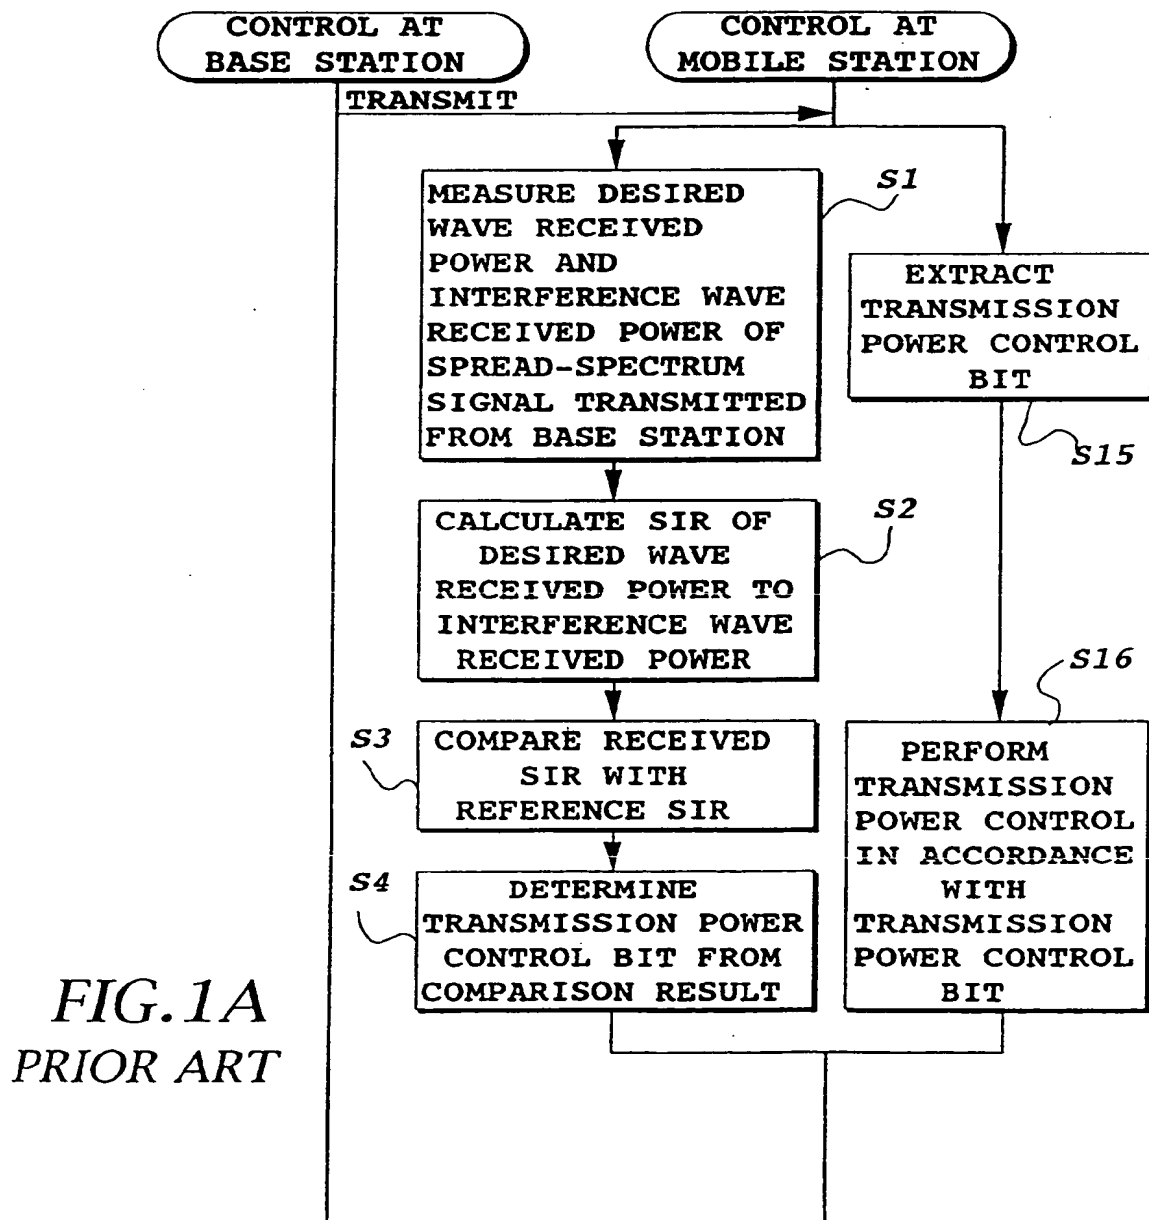 CONTROL AT
BASE STATION
CONTROL AT
MOBILE STATION
TRANSMIT
S1
MEASURE DESIRED
WAVE RECEIVED
POWER AND
INTERFERENCE WAVE
RECEIVED POWER OF
SPREAD-SPECTRUM
SIGNAL TRANSMITTED
FROM BASE STATION
EXTRACT
TRANSMISSION
POWER CONTROL
BIT
S15
S2
CALCULATE SIR OF
DESIRED WAVE
RECEIVED POWER TO
INTERFERENCE WAVE
RECEIVED POWER
S16
S3
COMPARE RECEIVED
SIR WITH
REFERENCE SIR
PERFORM
TRANSMISSION
POWER CONTROL
IN ACCORDANCE
WITH
TRANSMISSION
POWER CONTROL
BIT
S4
DETERMINE
TRANSMISSION POWER
CONTROL BIT FROM
COMPARISON RESULT
FIG.1A
PRIOR ART